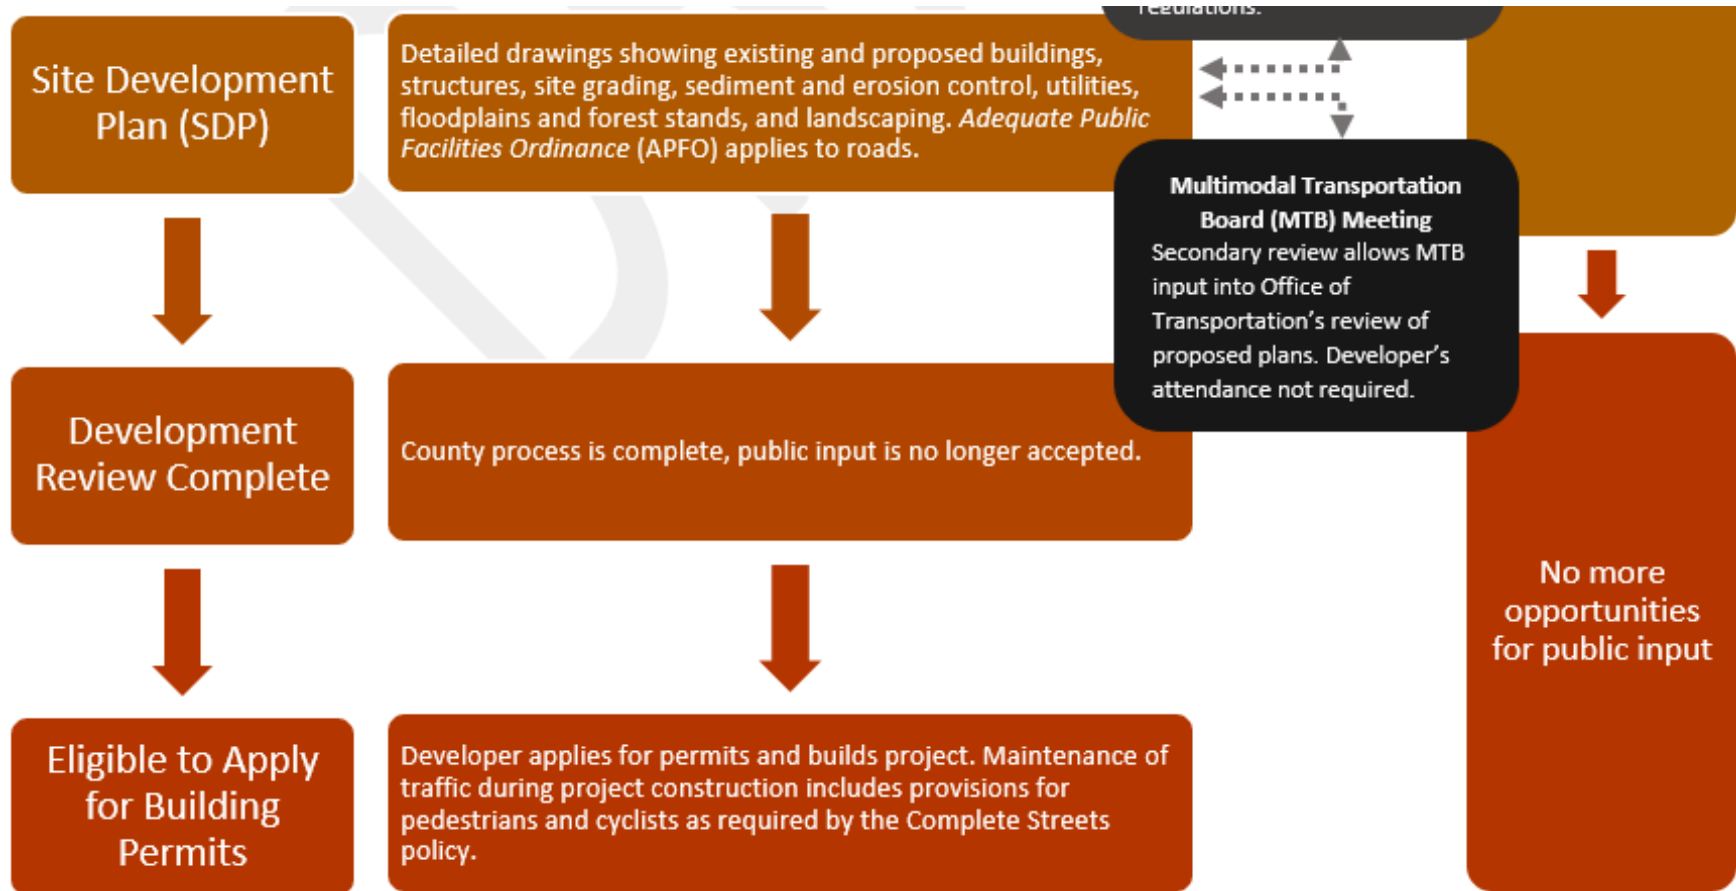 regulations.
Site Development
Plan (SDP)
Detailed drawings showing existing and proposed buildings,
structures, site grading, sediment and erosion control, utilities,
floodplains and forest stands, and landscaping. Adequate Public
Facilities Ordinance (APFO) applies to roads.
Multimodal Transportation
Board (MTB) Meeting
Secondary review allows MTB
input into Office of
Transportation’s review of
proposed plans. Developer’s
attendance not required.
Development
Review Complete
County process is complete, public input is no longer accepted.
No more
opportunities
for public input
Eligible to Apply
for Building
Permits
Developer applies for permits and builds project. Maintenance of
traffic during project construction includes provisions for
pedestrians and cyclists as required by the Complete Streets
policy.